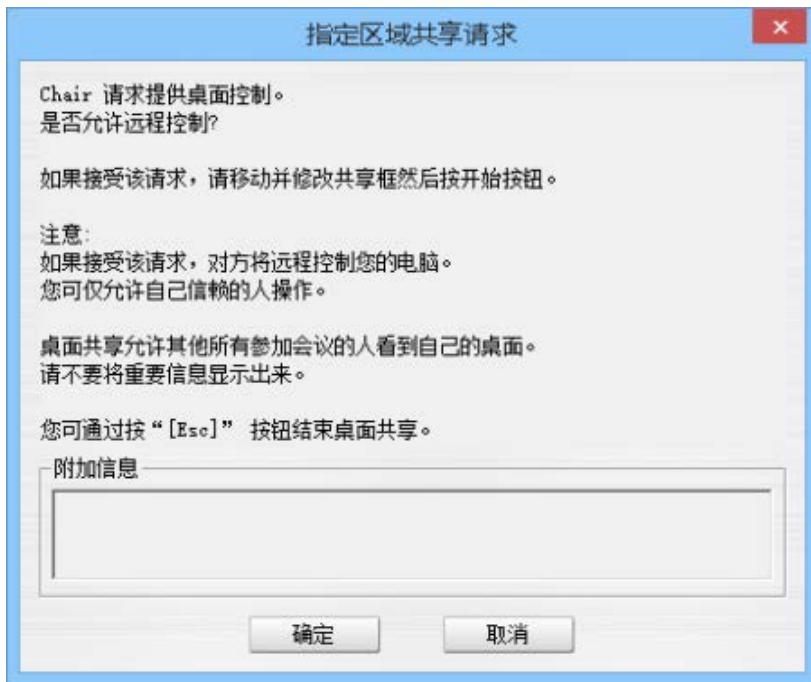 指定区域共享请求
Chair 请求提供桌面控制。
是否允许远程控制?
如果接受该请求，请移动并修改共享框然后按开始按钮。
注意:
如果接受该请求，对方将远程控制您的电脑。
您可仅允许自己信赖的人操作。
桌面共享允许其他所有参加会议的人看到自己的桌面。
请不要将重要信息显示出来。
您可通过按“[Esc]” 按钮结束桌面共享。
附加信息
确定 取消